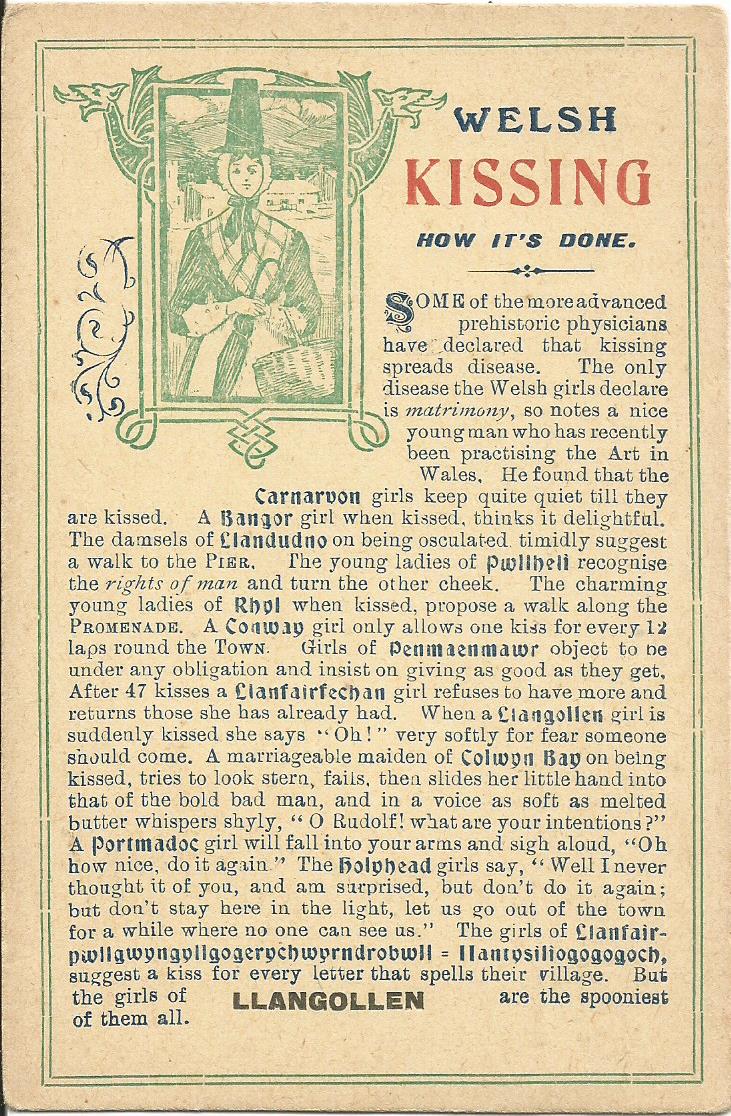 WELSH
KISSING
HOW IT'S DONE.
SOME of the more advanced
prehistoric physicians
have declared that kissing
spreads disease. The only
disease the Welsh girls declare
is matrimony, so notes a nice
young man who has recently
been practising the Art in
Wales. He found that the
Carnarvon girls keep quite quiet till they
are kissed. A Bangor girl when kissed, thinks it delightful.
The damsels of Llandudno on being osculated timidly suggest
a walk to the PIER. The young ladies of Pwllheli recognise
the rights of man and turn the other cheek. The charming
young ladies of Rhyl when kissed, propose a walk along the
PROMENADE. A Conway girl only allows one kiss for every 12
laps round the TOWN. Girls of Penmaenmawr object to be
under any obligation and insist on giving as good as they get.
After 47 kisses a Llanfairfechan girl refuses to have more and
returns those she has already had. When a Llangollen girl is
suddenly kissed she says "Oh!" very softly for fear someone
should come. A marriageable maiden of Colwyn Bay on being
kissed, tries to look stern, fails, then slides her little hand into
that of the bold bad man, and in a voice as soft as melted
butter whispers shyly, "O Rudolf! what are your intentions?"
A Portmadoc girl will fall into your arms and sigh aloud, "Oh
how nice, do it again." The Holyhead girls say, "Well I never
thought it of you, and am surprised, but don't do it again;
but don't stay here in the light, let us go out of the town
for a while where no one can see us." The girls of Llanfair-
pwllgwyngyllgogerychwyrndrobwll = llantysiliogogogoch,
suggest a kiss for every letter that spells their village. But
the girls of LLANGOLLEN are the spooniest
of them all.